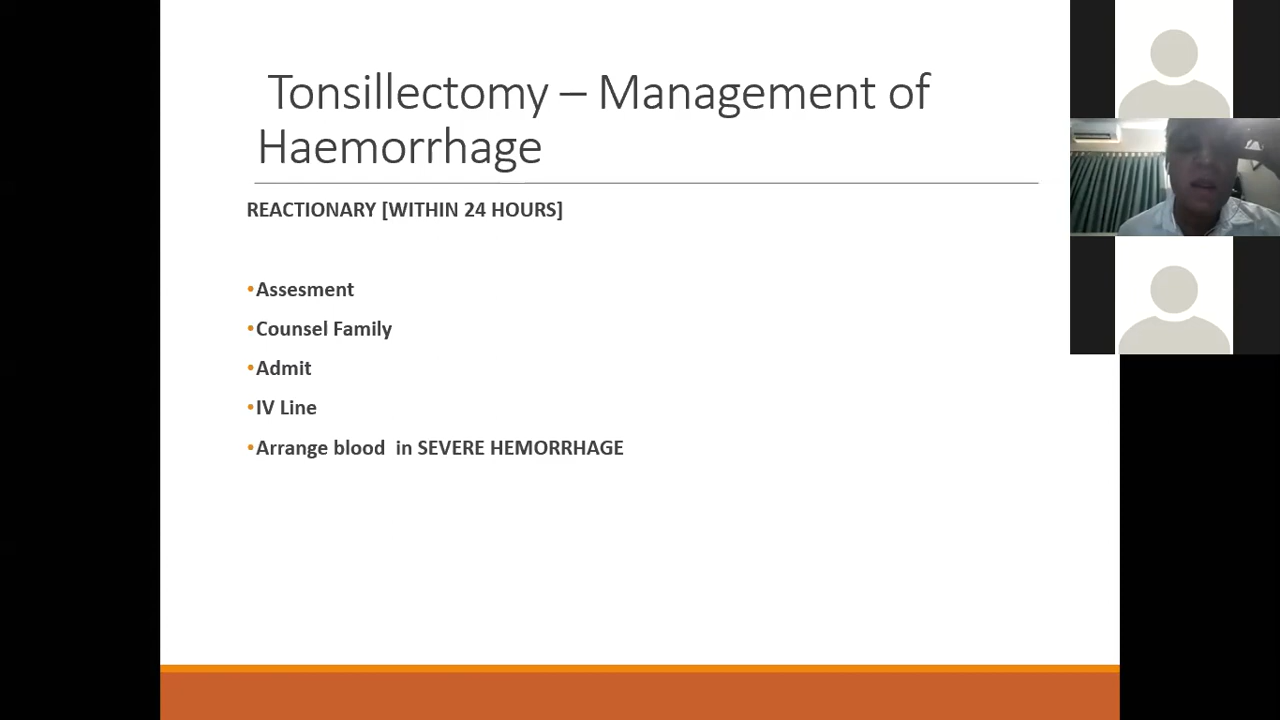 Tonsillectomy – Management of
Haemorrhage
REACTIONARY [WITHIN 24 HOURS]
•Assesment
•Counsel Family
•Admit
•IV Line
•Arrange blood  in SEVERE HEMORRHAGE